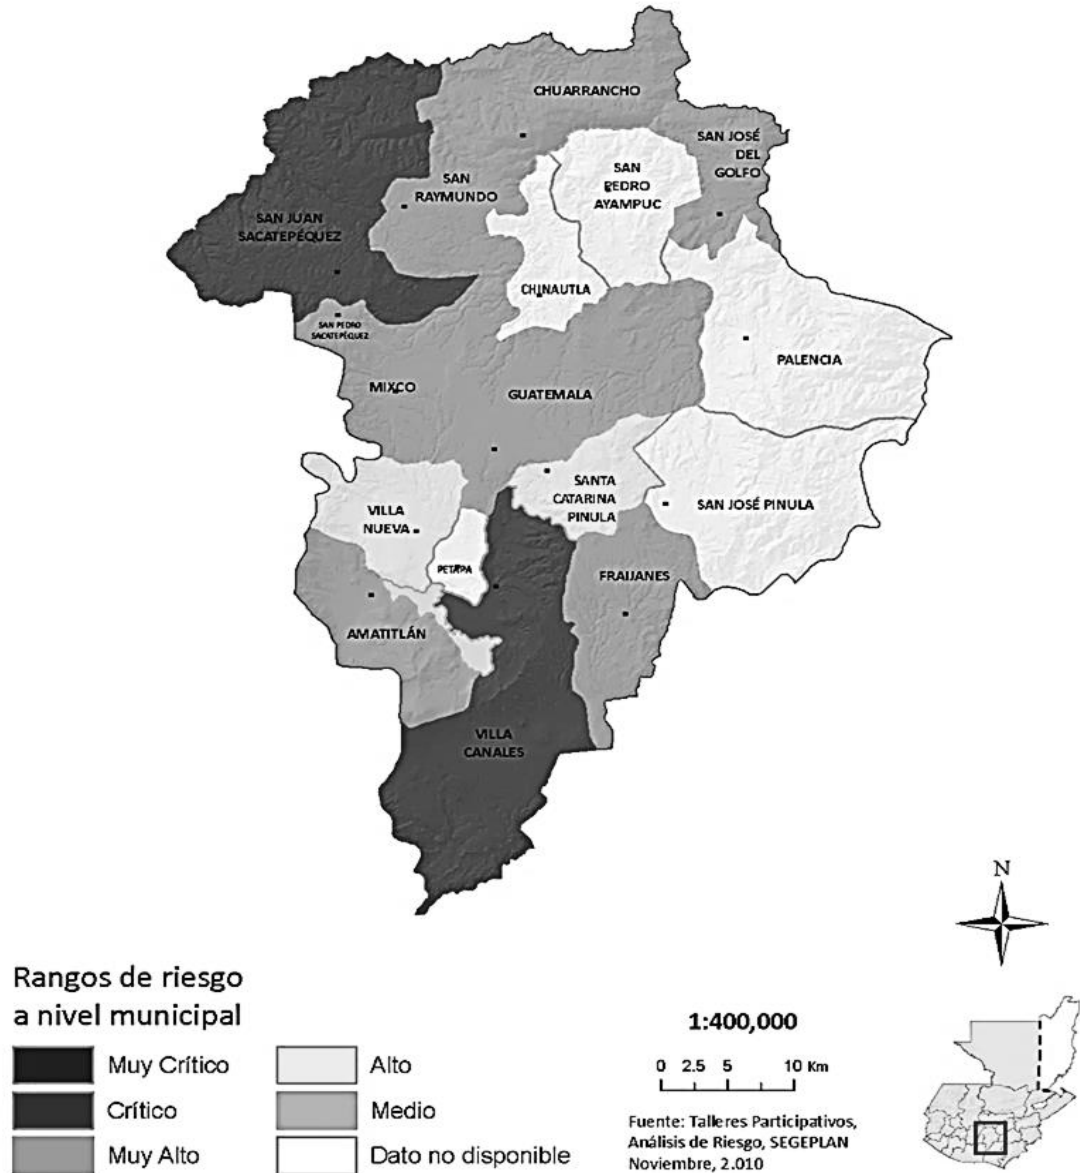 CHUARRANCHO
SAN JOSÉ
DEL
GOLFO
SAN
PEDRO
AYAMPUC
SAN
RAYMUNDO
SAN JUAN
SACATEPÉQUEZ
CHINAUTLA
SAN PEDRO
SACATEPÉQUEZ
PALENCIA
MIXCO
GUATEMALA
SANTA
CATARINA
PINULA
SAN JOSÉ PINULA
VILLA
NUEVA
PETAPA
FRAIJANES
AMATITLÁN
VILLA
CANALES
N
Rangos de riesgo
a nivel municipal
Muy Crítico
Crítico
Muy Alto
Alto
Medio
Dato no disponible
1:400,000
0 2.5 5 10 Km
Fuente: Talleres Participativos,
Análisis de Riesgo, SEGEPLAN
Noviembre, 2.010